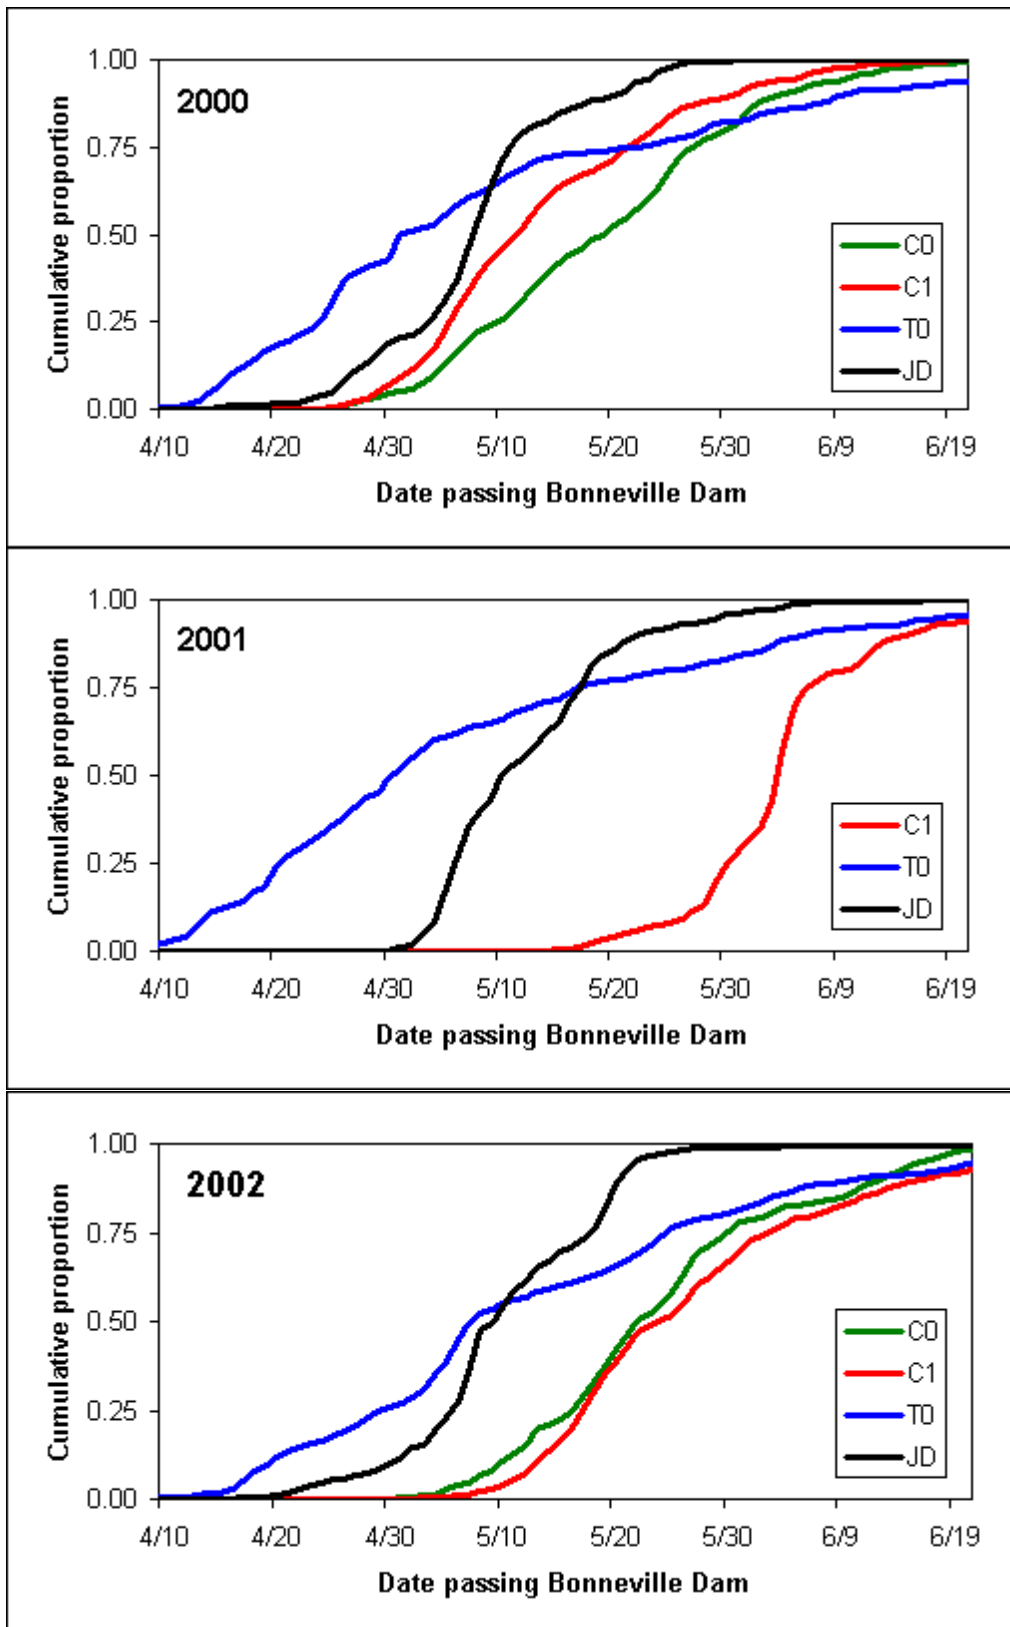 2000
Cumulative proportion
1.00
0.75
0.50
0.25
0.00
C0
C1
T0
JD
4/10 4/20 4/30 5/10 5/20 5/30 6/9 6/19
Date passing Bonneville Dam
2001
Cumulative proportion
1.00
0.75
0.50
0.25
0.00
C1
T0
JD
4/10 4/20 4/30 5/10 5/20 5/30 6/9 6/19
Date passing Bonneville Dam
2002
Cumulative proportion
1.00
0.75
0.50
0.25
0.00
C0
C1
T0
JD
4/10 4/20 4/30 5/10 5/20 5/30 6/9 6/19
Date passing Bonneville Dam